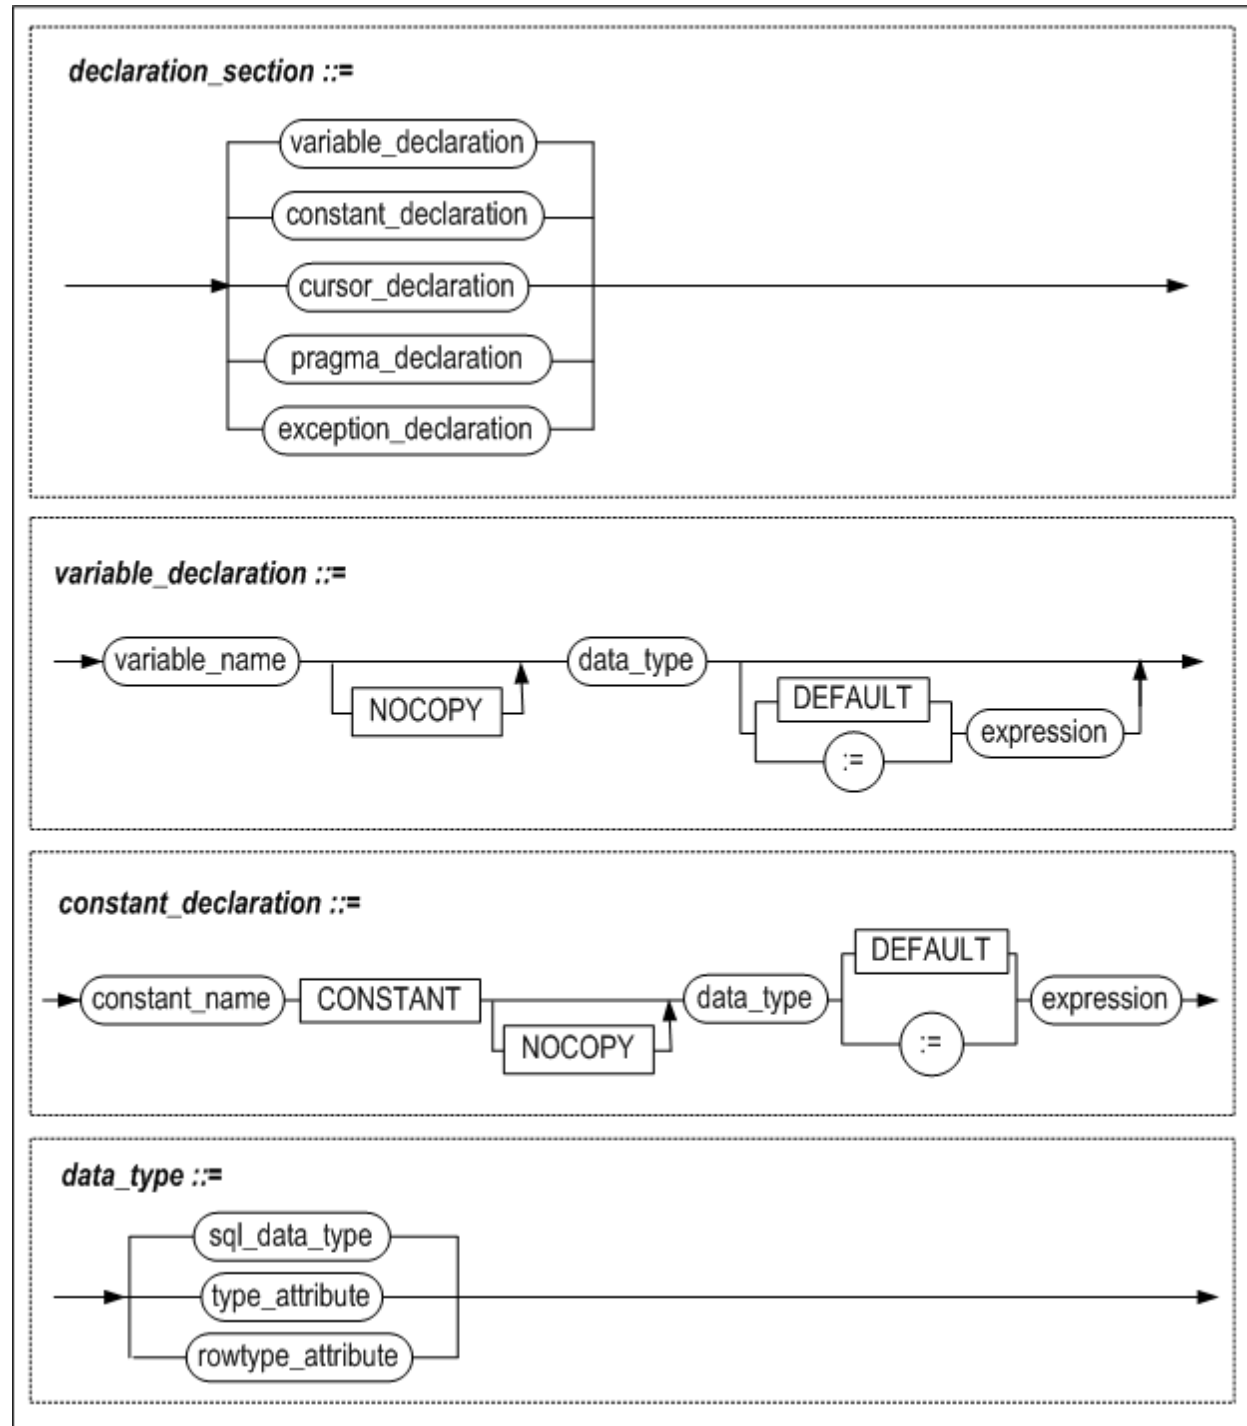 declaration_section ::=
variable_declaration
constant_declaration
cursor_declaration
pragma_declaration
exception_declaration
variable_declaration ::=
variable_name NOCOPY data_type DEFAULT := expression
constant_declaration ::=
constant_name CONSTANT NOCOPY data_type DEFAULT := expression
data_type ::=
sql_data_type
type_attribute
rowtype_attribute